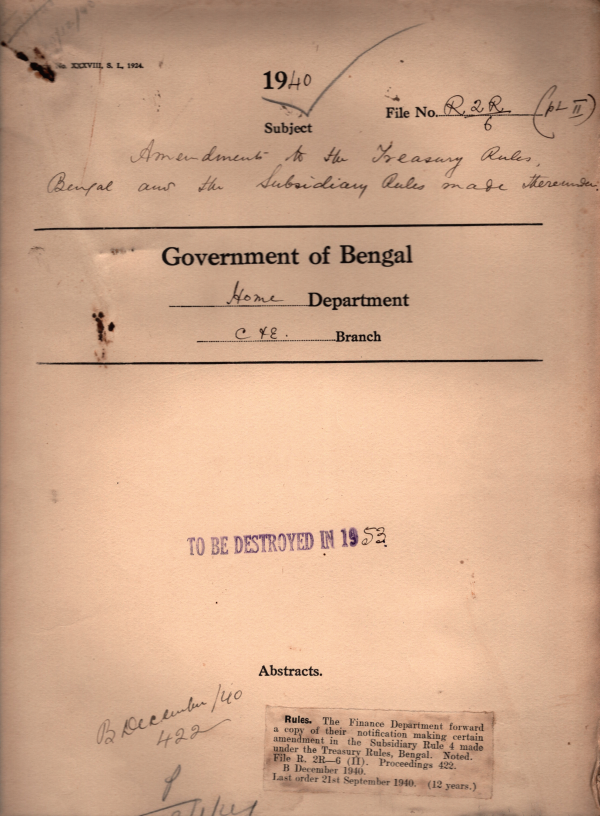 No. XXXVIII, S. I., 1924.
1940
File No. R. 2R/6 (pt II)
Subject
Amendments to the Treasury Rules,
Bengal and the Subsidiary Rules made thereunder.
Government of Bengal
Home Department
C & E. Branch
TO BE DESTROYED IN 1953
Abstracts.
B December/40
422
Rules. The Finance Department forward
a copy of their notification making certain
amendment in the Subsidiary Rule 4 made
under the Treasury Rules, Bengal. Noted.
File R. 2R—6 (II). Proceedings 422.
B December 1940.
Last order 21st September 1940. (12 years.)